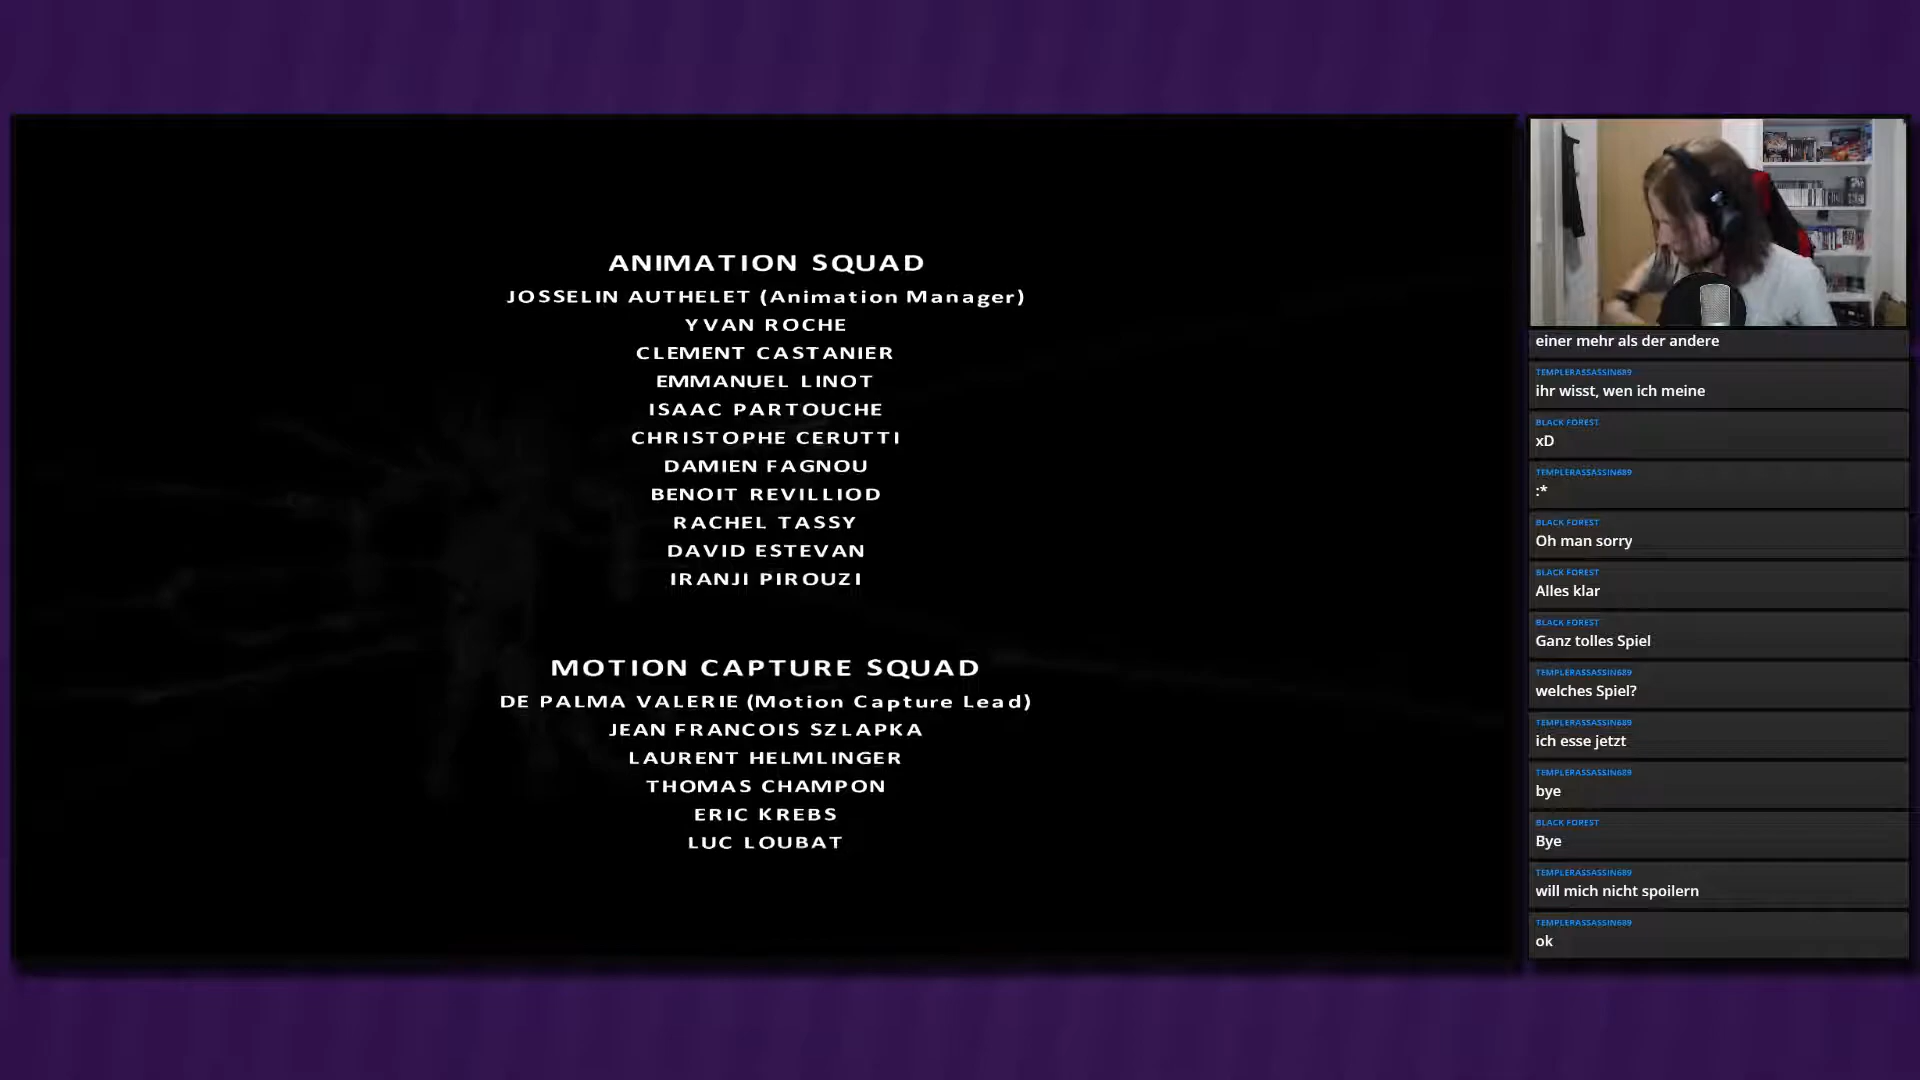 ANIMATION SQUAD
JOSSELIN AUTHELET (Animation Manager)
YVAN ROCHE
CLEMENT CASTANIER
EMMANUEL LINOT
ISAAC PARTOUCHE
CHRISTOPHE CERUTTI
DAMIEN FAGNOU
BENOIT REVILLIOD
RACHEL TASSY
DAVID ESTEVAN
IRANJI PIROUZI
MOTION CAPTURE SQUAD
DE PALMA VALERIE (Motion Capture Lead)
JEAN FRANCOIS SZLAPKA
LAURENT HELMLINGER
THOMAS CHAMPON
ERIC KREBS
LUC LOUBAT
einer mehr als der andere
TEMPLERASSASSIN689
ihr wisst, wen ich meine
BLACK FOREST
xD
TEMPLERASSASSIN689
:*
BLACK FOREST
Oh man sorry
BLACK FOREST
Alles klar
BLACK FOREST
Ganz tolles Spiel
TEMPLERASSASSIN689
welches Spiel?
TEMPLERASSASSIN689
ich esse jetzt
TEMPLERASSASSIN689
bye
BLACK FOREST
Bye
TEMPLERASSASSIN689
will mich nicht spoilern
TEMPLERASSASSIN689
ok